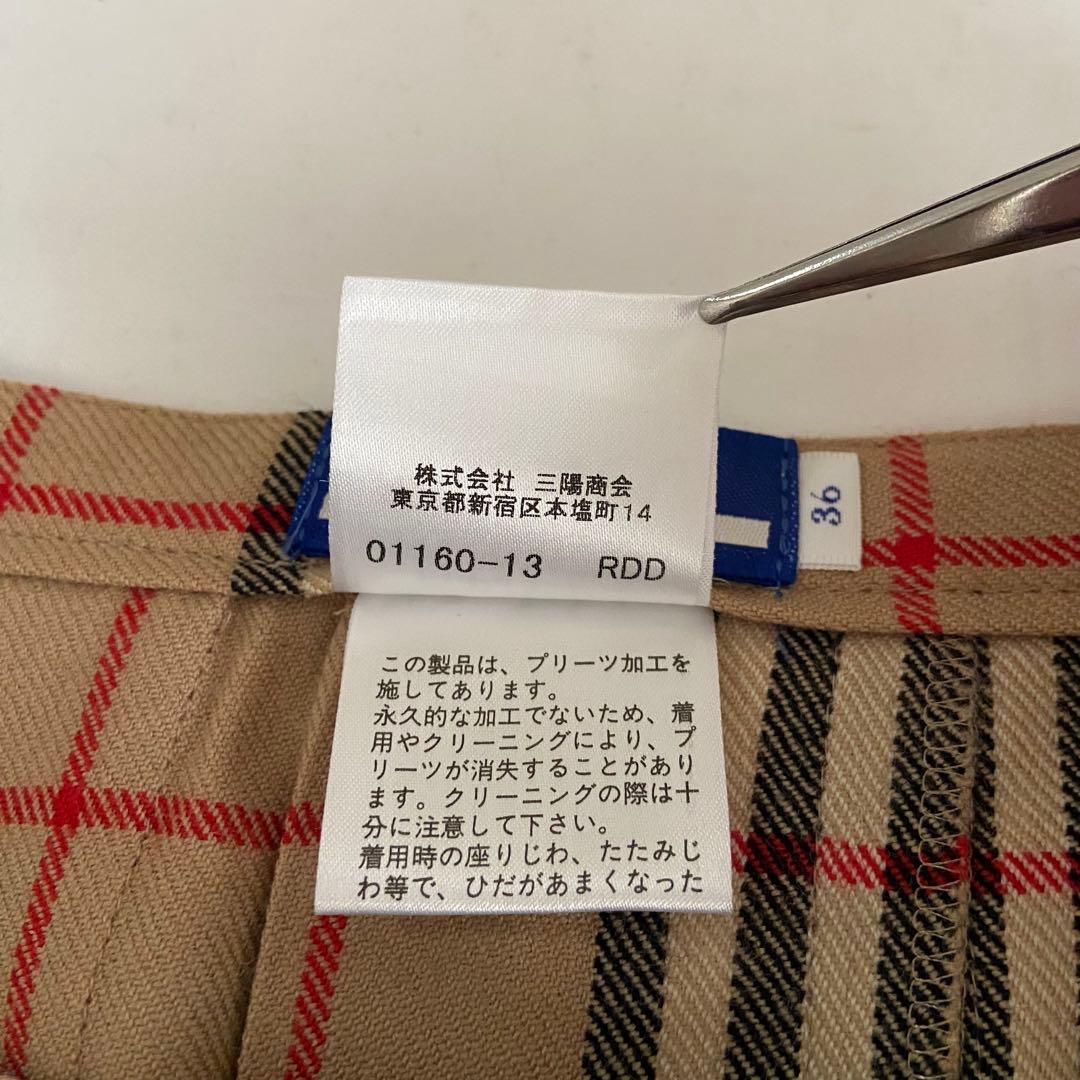 株式会社 三陽商会
東京都新宿区本塩町14
01160-13 RDD
36
この製品は、プリーツ加工を
施してあります。
永久的な加工でないため、着
用やクリーニングにより、プ
リーツが消失することがあり
ます。クリーニングの際は十
分に注意して下さい。
着用時の座りじわ、たたみじ
わ等で、ひだがあまくなった